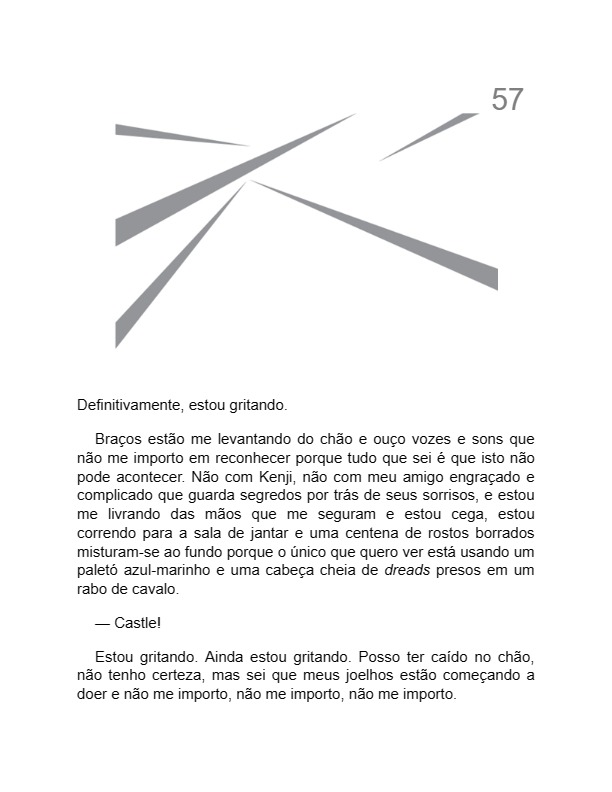 57
Definitivamente, estou gritando.
Braços estão me levantando do chão e ouço vozes e sons que
não me importo em reconhecer porque tudo que sei é que isto não
pode acontecer. Não com Kenji, não com meu amigo engraçado e
complicado que guarda segredos por trás de seus sorrisos, e estou
me livrando das mãos que me seguram e estou cega, estou
correndo para a sala de jantar e uma centena de rostos borrados
misturam-se ao fundo porque o único que quero ver está usando um
paletó azul-marinho e uma cabeça cheia de dreads presos em um
rabo de cavalo.
— Castle!
Estou gritando. Ainda estou gritando. Posso ter caído no chão,
não tenho certeza, mas sei que meus joelhos estão começando a
doer e não me importo, não me importo, não me importo.